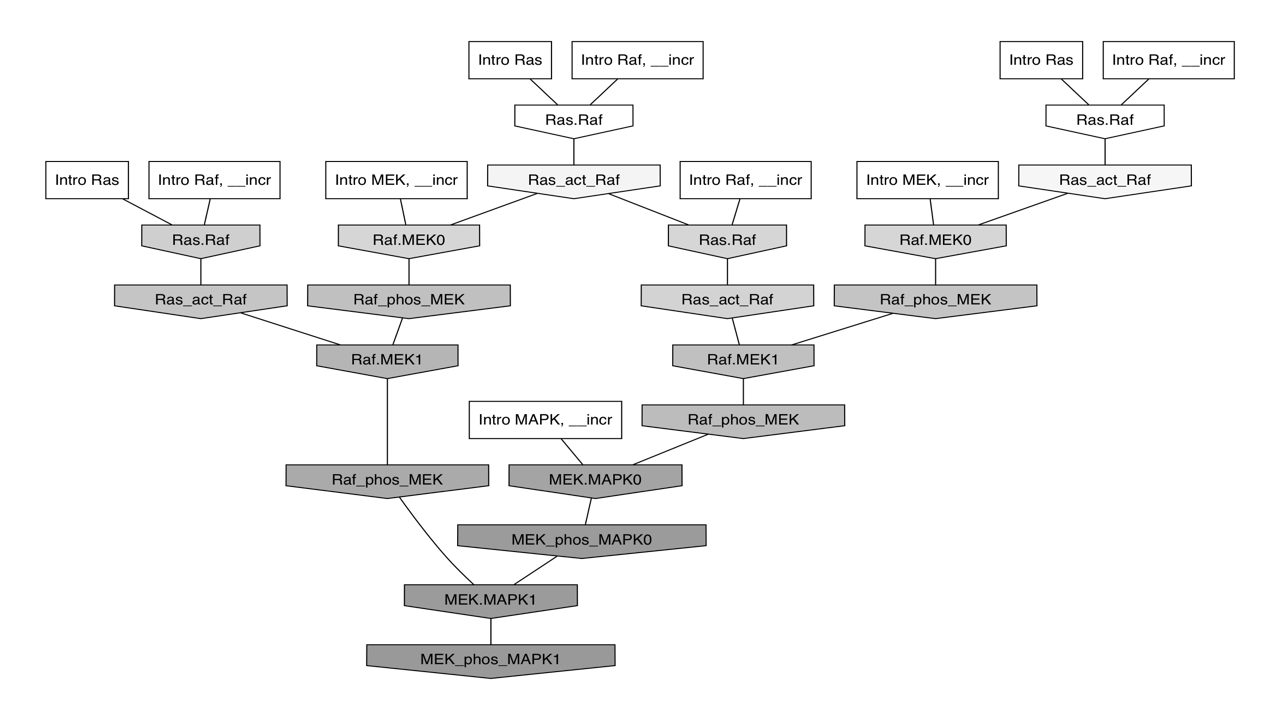 Intro Ras
Intro Raf, __incr
Intro Ras
Intro Raf, __incr
Ras.Raf
Ras.Raf
Intro Ras
Intro Raf, __incr
Intro MEK, __incr
Ras_act_Raf
Intro Raf, __incr
Intro MEK, __incr
Ras_act_Raf
Ras.Raf
Raf.MEK0
Ras.Raf
Raf.MEK0
Ras_act_Raf
Raf_phos_MEK
Ras_act_Raf
Raf_phos_MEK
Raf.MEK1
Raf.MEK1
Intro MAPK, __incr
Raf_phos_MEK
Raf_phos_MEK
MEK.MAPK0
MEK_phos_MAPK0
MEK.MAPK1
MEK_phos_MAPK1